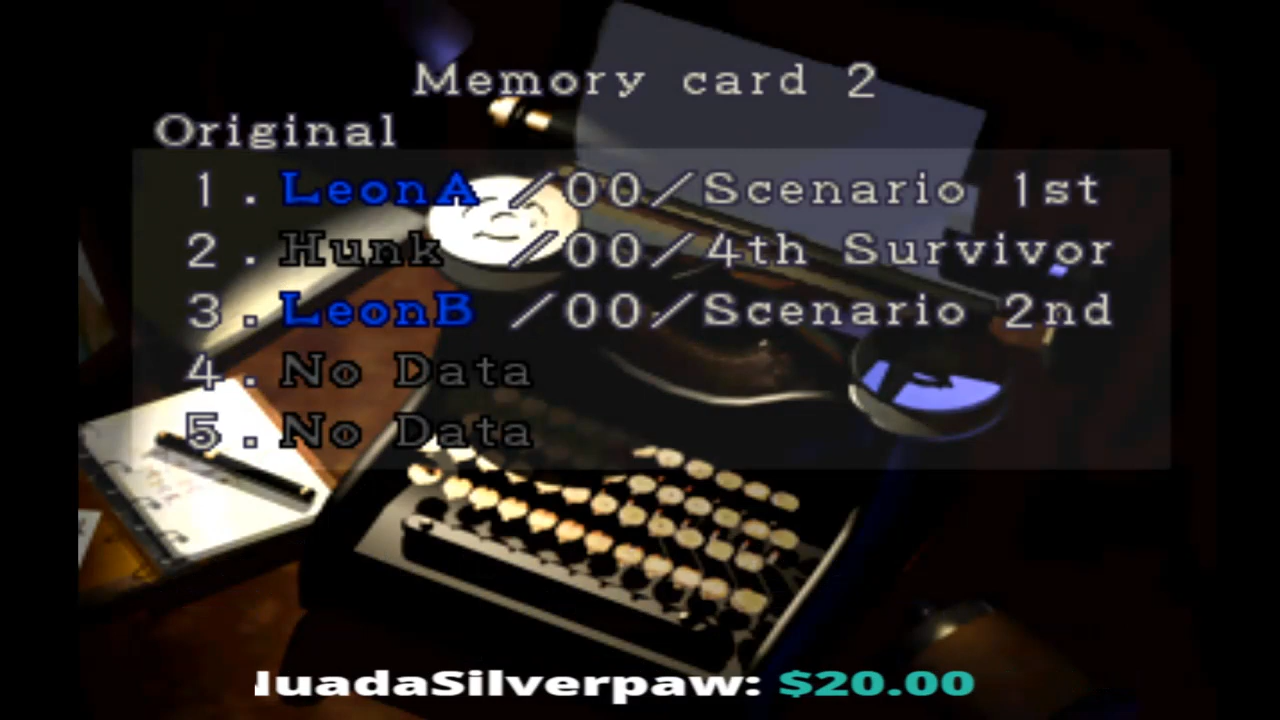 Memory card 2
Original
1. LeonA /00/Scenario 1st
2. Hunk /00/4th Survivor
3. LeonB /00/Scenario 2nd
4. No Data
5. No Data
luadaSilverpaw: $20.00